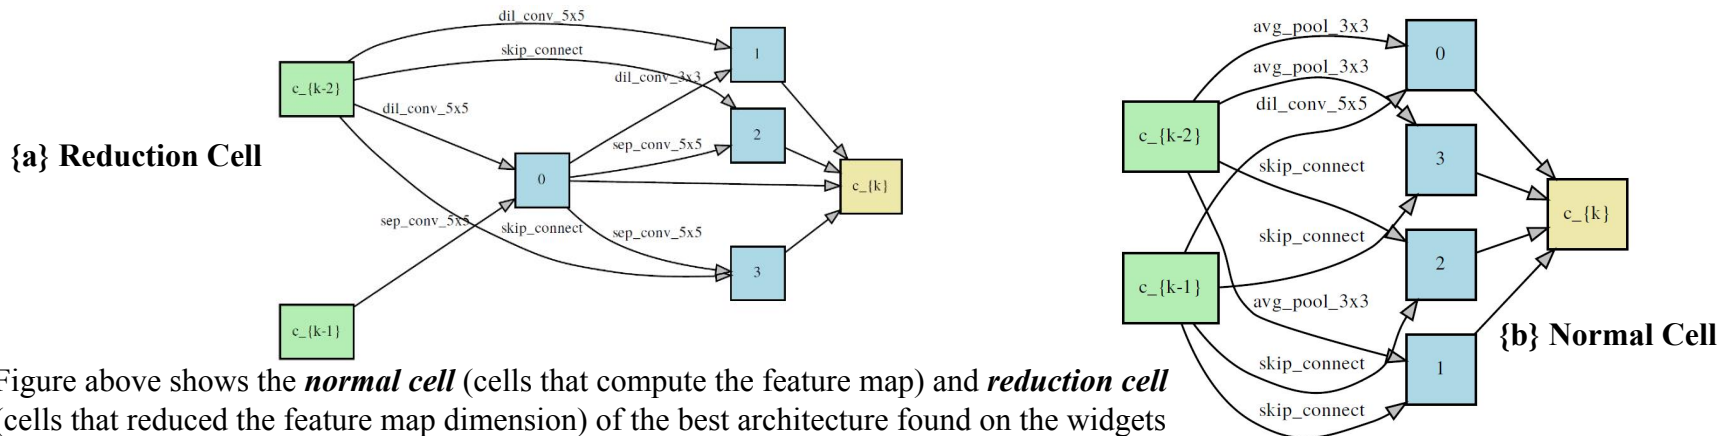 dil_conv_5x5
skip_connect
dil_conv_3x3
dil_conv_5x5
sep_conv_5x5
sep_conv_5x5
skip_connect
sep_conv_5x5
c_{k-2}
c_{k-1}
0
1
2
3
c_{k}
{a} Reduction Cell
avg_pool_3x3
avg_pool_3x3
dil_conv_5x5
skip_connect
skip_connect
avg_pool_3x3
skip_connect
skip_connect
c_{k-2}
c_{k-1}
0
3
2
1
c_{k}
{b} Normal Cell
Figure above shows the normal cell (cells that compute the feature map) and reduction cell
(cells that reduced the feature map dimension) of the best architecture found on the widgets